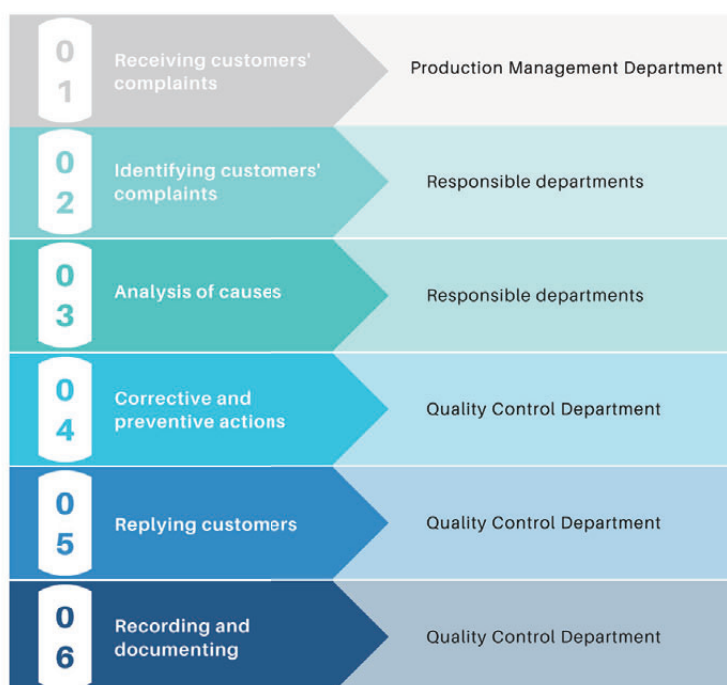 01
Receiving customers'
complaints
Production Management Department
02
Identifying customers'
complaints
Responsible departments
03
Analysis of causes
Responsible departments
04
Corrective and
preventive actions
Quality Control Department
05
Replying customers
Quality Control Department
06
Recording and
documenting
Quality Control Department